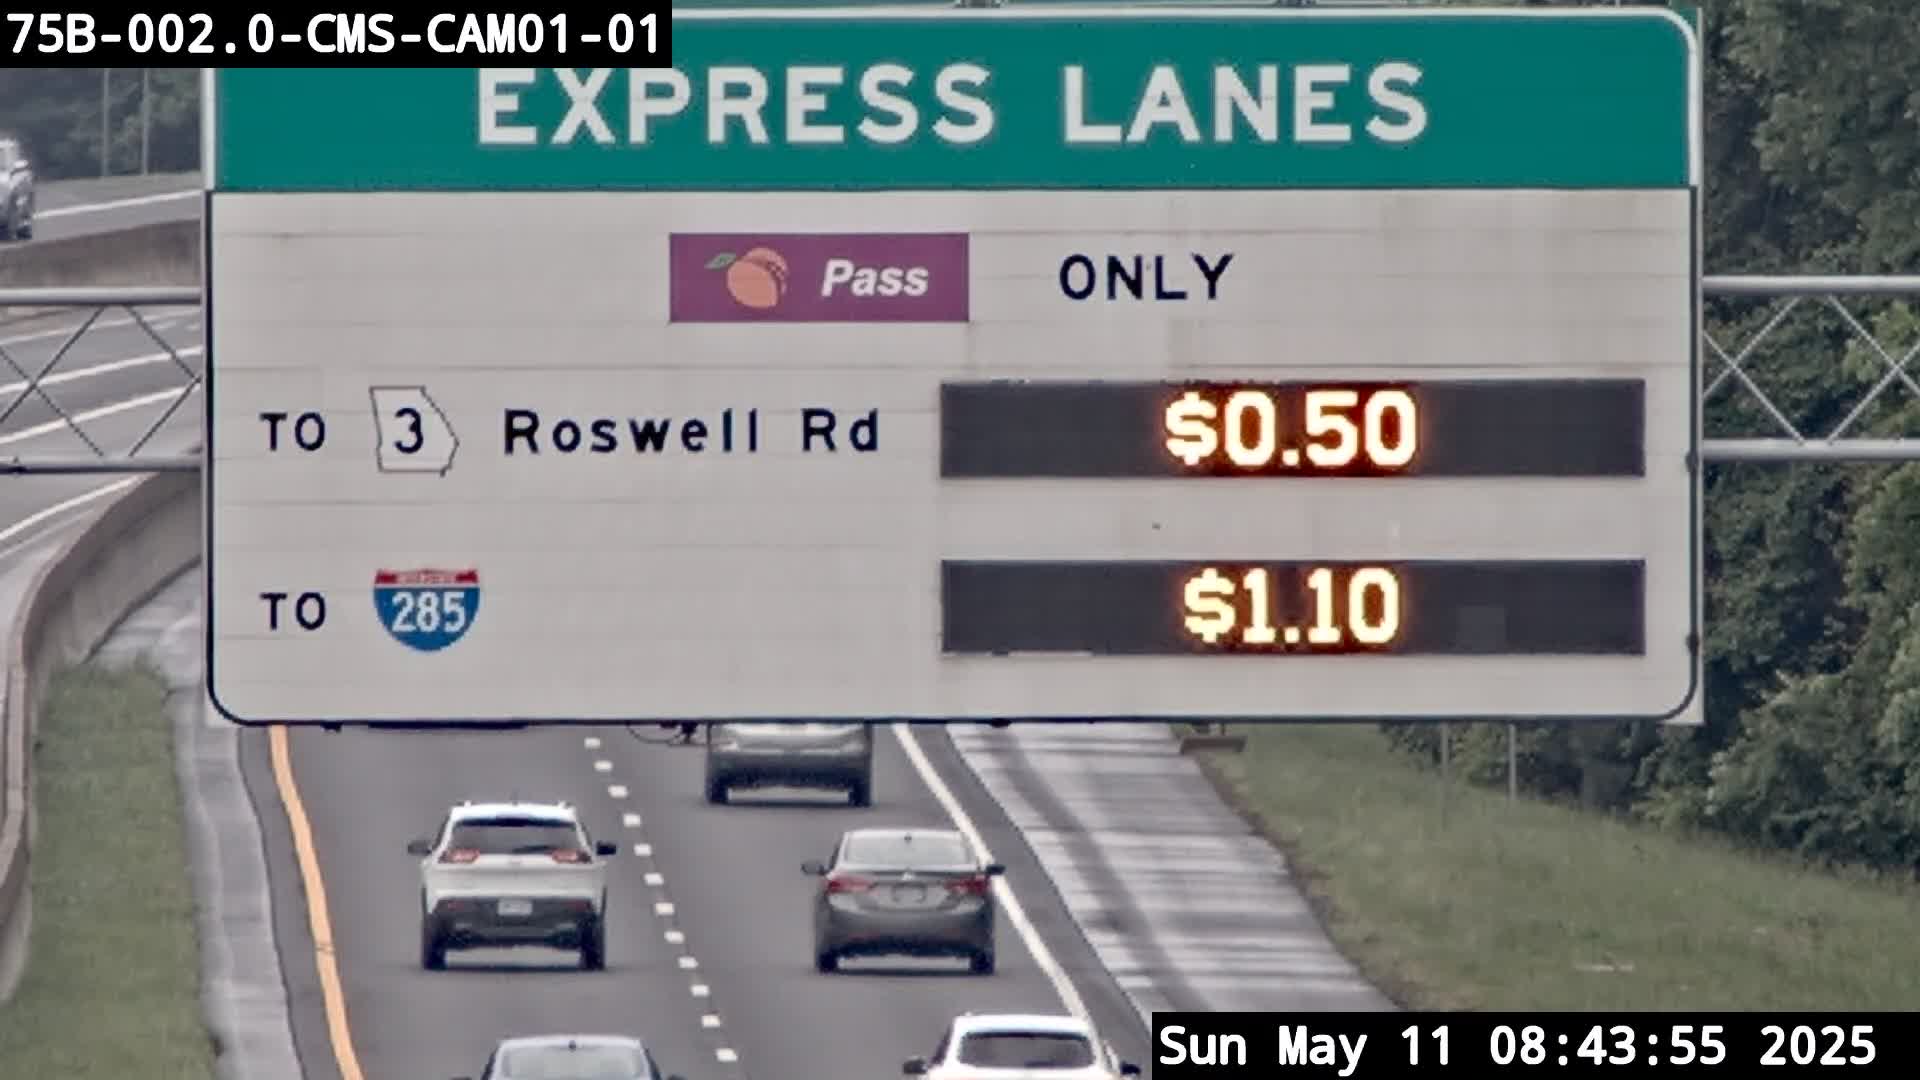 75B-002.0-CMS-CAM01-01
EXPRESS LANES
Pass ONLY
TO 3 Roswell Rd $0.50
TO 285 $1.10
Sun May 11 08:43:55 2025